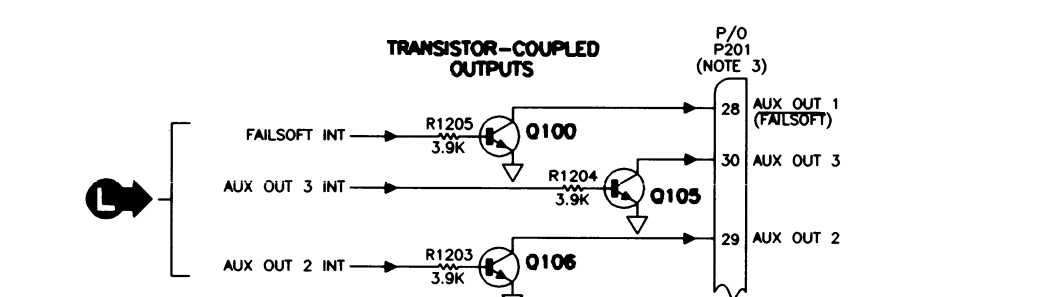 TRANSISTOR-COUPLED
OUTPUTS
P/O
P201
(NOTE 3)
FAILSOFT INT
R1205
3.9K
Q100
28
AUX OUT 1
(FAILSOFT)
L
AUX OUT 3 INT
R1204
3.9K
Q105
30
AUX OUT 3
AUX OUT 2 INT
R1203
3.9K
Q106
29
AUX OUT 2